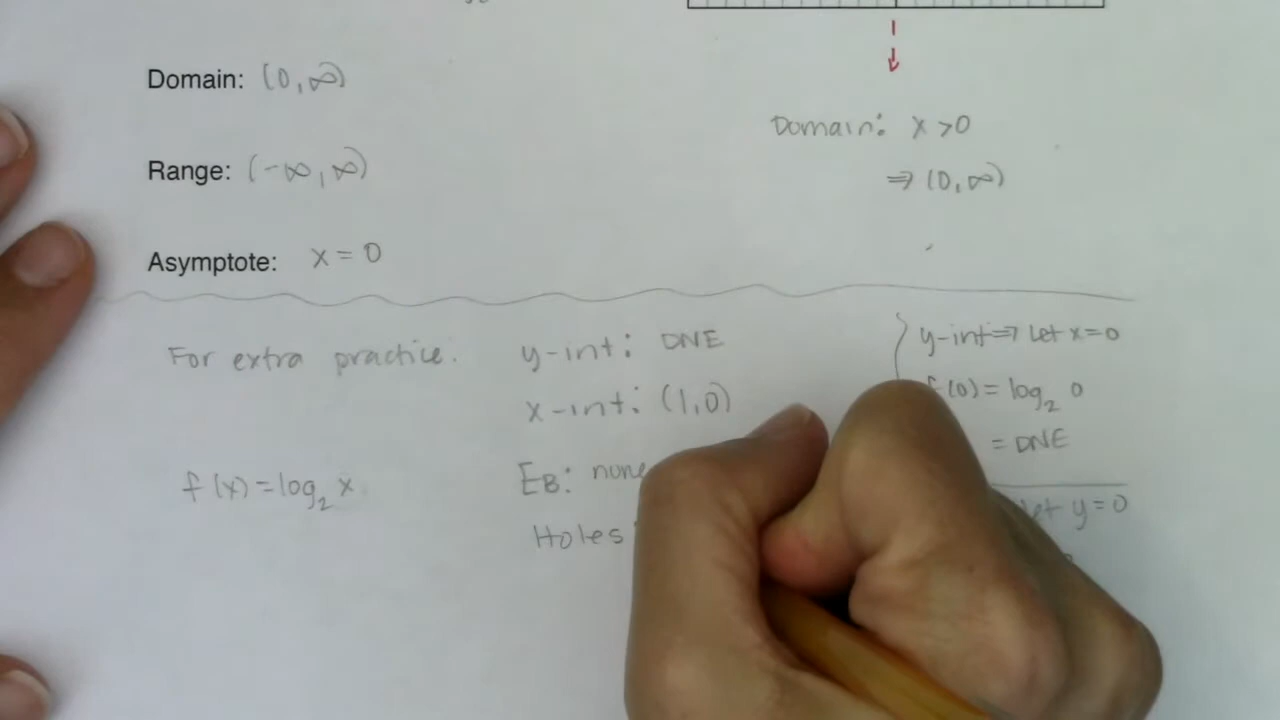 Domain: (0, ∞)
Range: (-∞, ∞)
Asymptote: x = 0
Domain: x > 0
⇒ (0, ∞)
For extra practice.
f(x) = log₂ x
y-int: DNE
x-int: (1,0)
EB: none
Holes
y-int ⇒ Let x=0
f(0) = log₂ 0
= DNE
let y=0